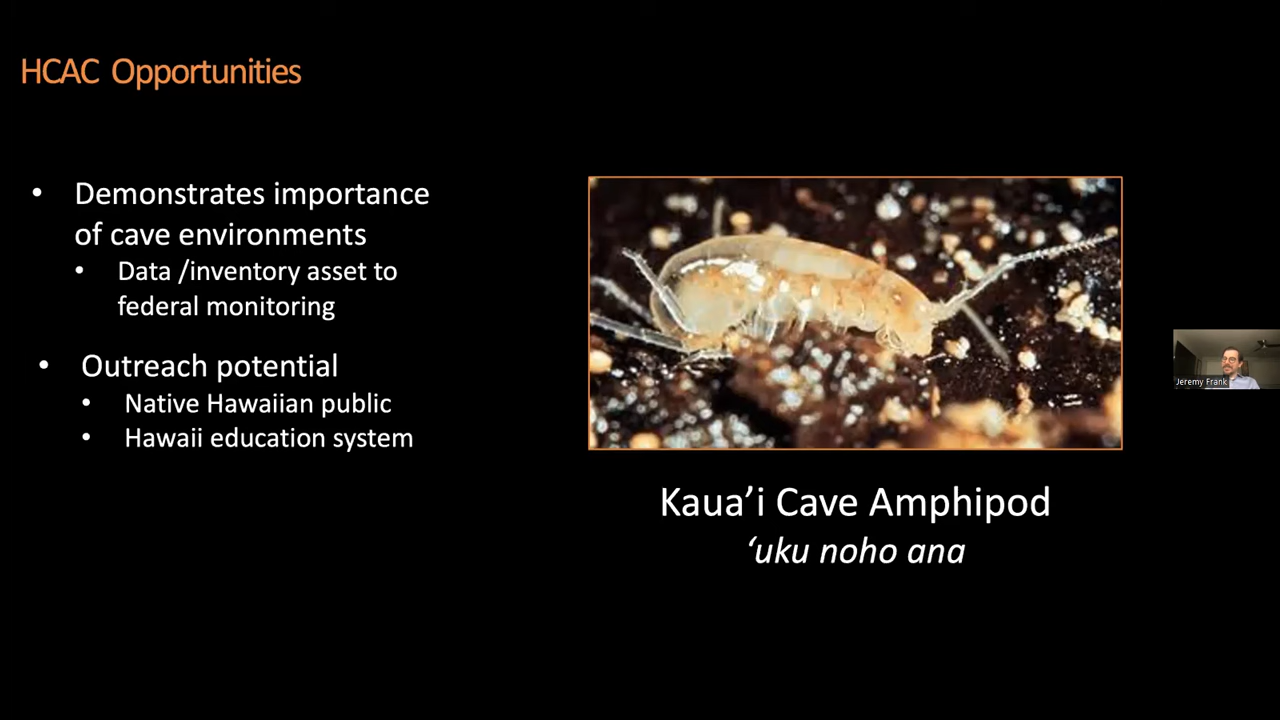 HCAC Opportunities
• Demonstrates importance
of cave environments
• Data /inventory asset to
federal monitoring
• Outreach potential
• Native Hawaiian public
• Hawaii education system
Kaua’i Cave Amphipod
‘uku noho ana
Jeremy Frank